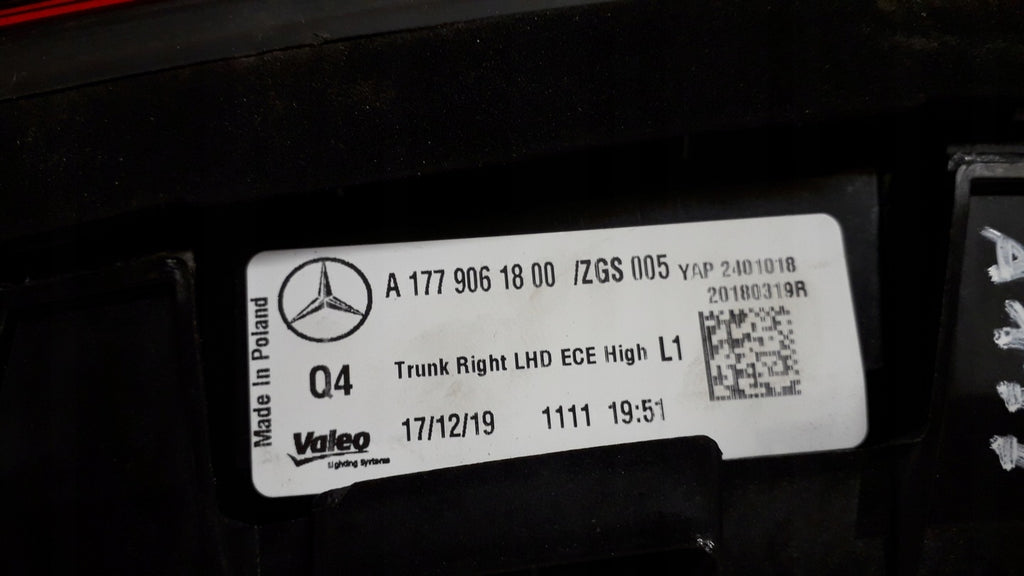 A 177 906 18 00 /ZGS 005 YAP 2401018
20180319R
Made In Poland
Q4
Trunk Right LHD ECE High L1
17/12/19 1111 19:51
Valeo
Lighting Systems